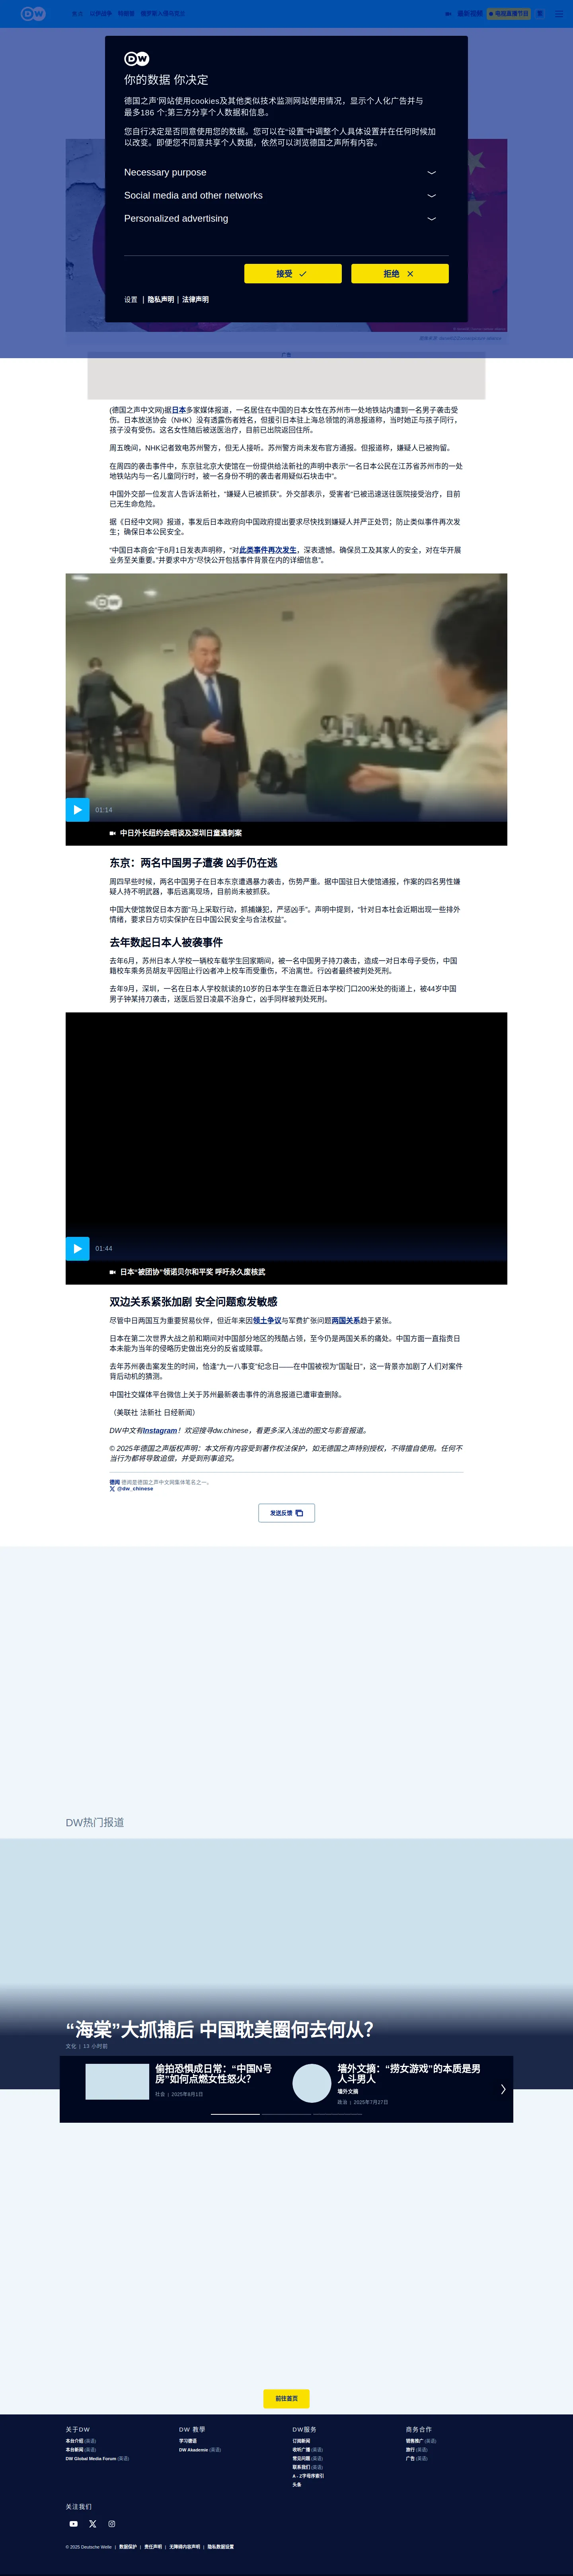 DW
最新视频
电视直播节目
繁
DW
你的数据 你决定
德国之声'网站使用cookies及其他类似技术监测网站使用情况，显示个人化广告并与
最多186 个;第三方分享个人数据和信息。
您自行决定是否同意使用您的数据。您可以在“设置”中调整个人具体设置并在任何时候加
以改变。即便您不同意共享个人数据，依然可以浏览德国之声所有内容。
Necessary purpose
Social media and other networks
Personalized advertising
接受
拒绝
设置 | 隐私声明 | 法律声明
广告
(德国之声中文网)据日本多家媒体报道，一名居住在中国的日本女性在苏州市一处地铁站内遭到一名男子袭击受
伤。日本放送协会（NHK）没有透露伤者姓名，但援引日本驻上海总领馆的消息报道称，当时她正与孩子同行，
孩子没有受伤。这名女性随后被送医治疗，目前已出院返回住所。
周五晚间，NHK记者致电苏州警方，但无人接听。苏州警方尚未发布官方通报。但报道称，嫌疑人已被拘留。
在周四的袭击事件中，东京驻北京大使馆在一份提供给法新社的声明中表示“一名日本公民在江苏省苏州市的一处
地铁站内与一名儿童同行时，被一名身份不明的袭击者用疑似石块击中”。
中国外交部一位发言人告诉法新社，“嫌疑人已被抓获”。外交部表示，受害者“已被迅速送往医院接受治疗，目前
已无生命危险。
据《日经中文网》报道，事发后日本政府向中国政府提出要求尽快找到嫌疑人并严正处罚；防止类似事件再次发
生；确保日本公民安全。
“中国日本商会”于8月1日发表声明称，“对此类事件再次发生，深表遗憾。确保员工及其家人的安全，对在华开展
业务至关重要。”并要求中方“尽快公开包括事件背景在内的详细信息”。
DW
01:14
中日外长纽约会晤谈及深圳日童遇刺案
东京：两名中国男子遭袭 凶手仍在逃
周四早些时候，两名中国男子在日本东京遭遇暴力袭击，伤势严重。据中国驻日大使馆通报，作案的四名男性嫌
疑人持不明武器，事后逃离现场，目前尚未被抓获。
中国大使馆敦促日本方面“马上采取行动，抓捕嫌犯，严惩凶手”。声明中提到，“针对日本社会近期出现一些排外
情绪，要求日方切实保护在日中国公民安全与合法权益”。
去年数起日本人被袭事件
去年6月，苏州日本人学校一辆校车载学生回家期间，被一名中国男子持刀袭击，造成一对日本母子受伤，中国
籍校车乘务员胡友平因阻止行凶者冲上校车而受重伤，不治离世。行凶者最终被判处死刑。
去年9月，深圳，一名在日本人学校就读的10岁的日本学生在靠近日本学校门口200米处的街道上，被44岁中国
男子钟某持刀袭击，送医后翌日凌晨不治身亡，凶手同样被判处死刑。
01:44
日本“被团协”领诺贝尔和平奖 呼吁永久废核武
双边关系紧张加剧 安全问题愈发敏感
尽管中日两国互为重要贸易伙伴，但近年来因领土争议与军费扩张问题两国关系趋于紧张。
日本在第二次世界大战之前和期间对中国部分地区的残酷占领，至今仍是两国关系的痛处。中国方面一直指责日
本未能为当年的侵略历史做出充分的反省或赎罪。
去年苏州袭击案发生的时间，恰逢“九一八事变”纪念日——在中国被视为“国耻日”，这一背景亦加剧了人们对案件
背后动机的猜测。
中国社交媒体平台微信上关于苏州最新袭击事件的消息报道已遭审查删除。
（美联社 法新社 日经新闻）
DW中文有Instagram！欢迎搜寻dw.chinese，看更多深入浅出的图文与影音报道。
© 2025年德国之声版权声明：本文所有内容受到著作权法保护，如无德国之声特别授权，不得擅自使用。任何不
当行为都将导致追偿，并受到刑事追究。
德闻 德闻是德国之声中文网集体笔名之一。
@dw_chinese
发送反馈
DW热门报道
“海棠”大抓捕后 中国耽美圈何去何从？
文化 | 13 小时前
偷拍恐惧成日常：“中国N号
房”如何点燃女性怒火？
社会 | 2025年8月1日
墙外文摘：“捞女游戏”的本质是男
人斗男人
墙外文摘
政治 | 2025年7月27日
前往首页
关于DW
本台介绍 (英语)
本台新闻 (英语)
DW Global Media Forum (英语)
DW 教學
学习德语
DW Akademie (英语)
DW服务
订阅新闻
收听广播 (英语)
常见问题 (英语)
联系我们 (英语)
A - Z字母序索引
头条
商务合作
销售推广 (英语)
旅行 (英语)
广告 (英语)
关注我们
© 2025 Deutsche Welle | 数据保护 | 责任声明 | 无障碍内容声明 | 隐私数据设置